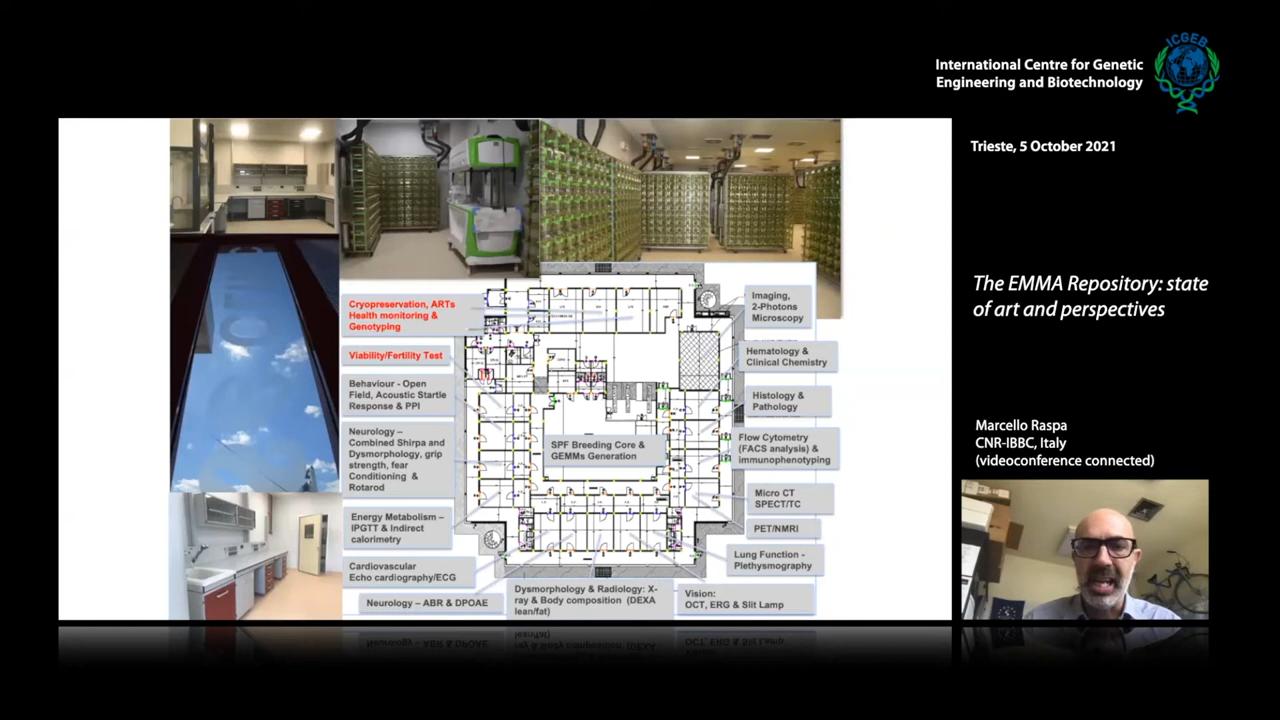 ICGEB
International Centre for Genetic
Engineering and Biotechnology
Trieste, 5 October 2021
The EMMA Repository: state
of art and perspectives
Marcello Raspa
CNR-IBBC, Italy
(videoconference connected)
Cryopreservation, ARTs
Health monitoring &
Genotyping
Viability/Fertility Test
Behaviour - Open
Field, Acoustic Startle
Response & PPI
Neurology –
Combined Shirpa and
Dysmorphology, grip
strength, fear
Conditioning &
Rotarod
Energy Metabolism –
IPGTT & Indirect
calorimetry
Cardiovascular
Echo cardiography/ECG
Neurology – ABR & DPOAE
SPF Breeding Core &
GEMMs Generation
Dysmorphology & Radiology: X-
ray & Body composition (DEXA
lean/fat)
Imaging,
2-Photons
Microscopy
Hematology &
Clinical Chemistry
Histology &
Pathology
Flow Cytometry
(FACS analysis) &
immunophenotyping
Micro CT
SPECT/TC
PET/NMRI
Lung Function -
Plethysmography
Vision:
OCT, ERG & Slit Lamp